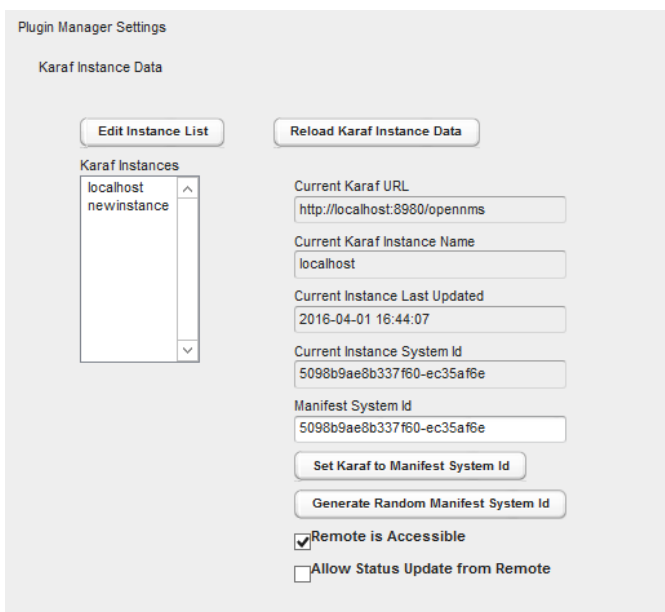 Plugin Manager Settings
Karaf Instance Data
Edit Instance List
Reload Karaf Instance Data
Karaf Instances
localhost
newinstance
Current Karaf URL
http://localhost:8980/opennms
Current Karaf Instance Name
localhost
Current Instance Last Updated
2016-04-01 16:44:07
Current Instance System Id
5098b9ae8b337f60-ec35af6e
Manifest System Id
5098b9ae8b337f60-ec35af6e
Set Karaf to Manifest System Id
Generate Random Manifest System Id
Remote is Accessible
Allow Status Update from Remote